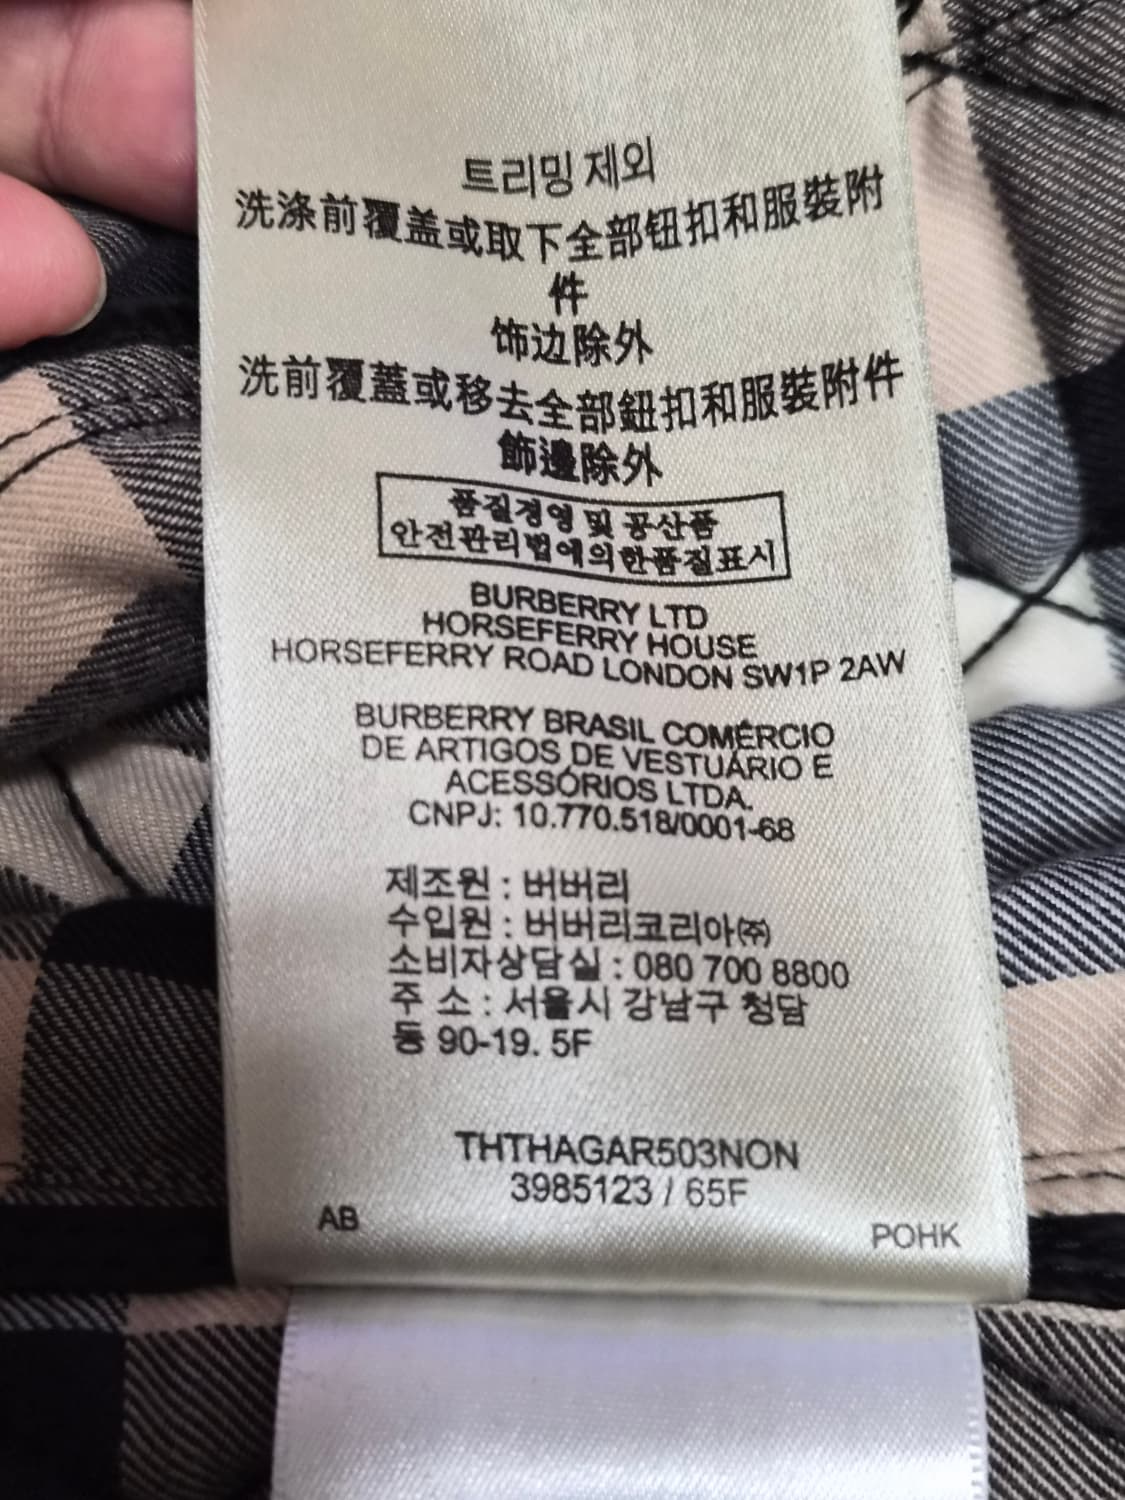 트리밍 제외
洗涤前覆盖或取下全部钮扣和服裝附
件
饰边除外
洗前覆蓋或移去全部鈕扣和服裝附件
飾邊除外
품질경영 및 공산품
안전관리법에의한품질표시
BURBERRY LTD
HORSEFERRY HOUSE
HORSEFERRY ROAD LONDON SW1P 2AW
BURBERRY BRASIL COMÉRCIO
DE ARTIGOS DE VESTUÁRIO E
ACESSÓRIOS LTDA.
CNPJ: 10.770.518/0001-68
제조원 : 버버리
수입원 : 버버리코리아㈜
소비자상담실 : 080 700 8800
주 소 : 서울시 강남구 청담
동 90-19. 5F
THTHAGAR503NON
3985123 / 65F
AB
POHK